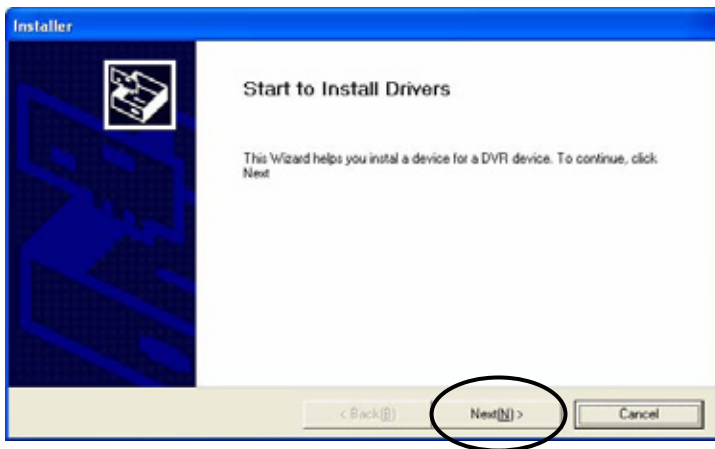 Installer
Start to Install Drivers
This Wizard helps you instal a device for a DVR device. To continue, click
Next
< Back(B) Next(N) > Cancel